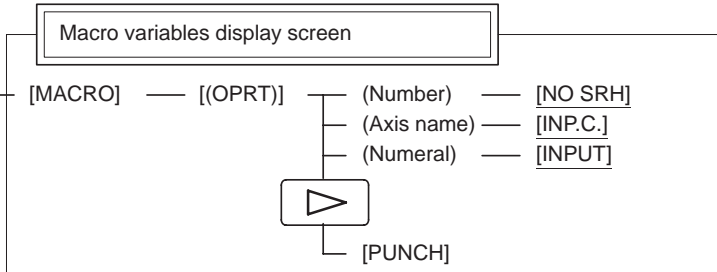 Macro variables display screen
[MACRO] [(OPRT)] (Number) [NO SRH]
(Axis name) [INP.C.]
(Numeral) [INPUT]
[PUNCH]